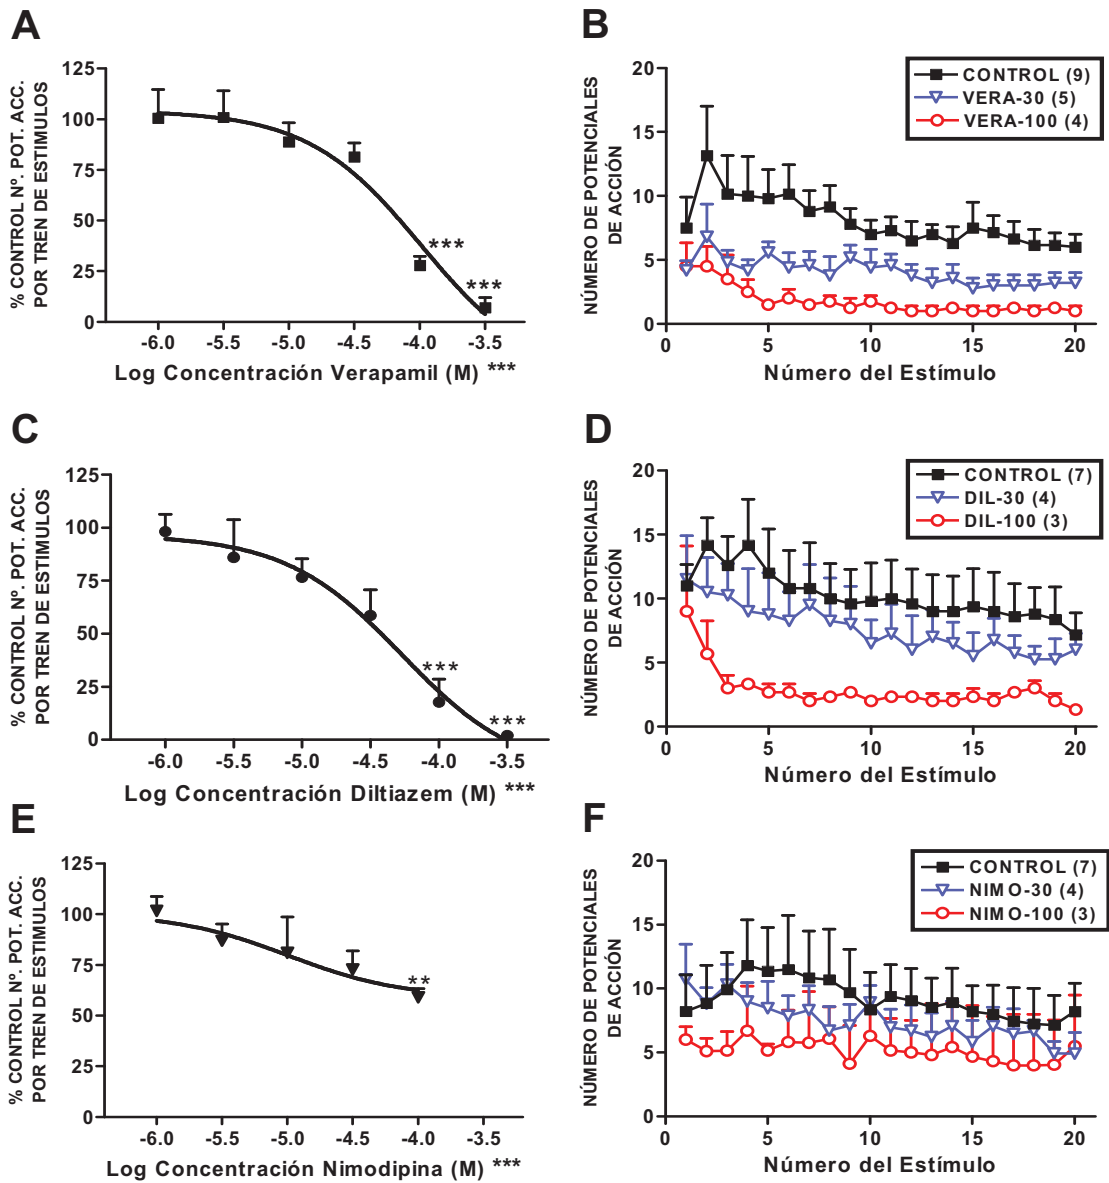 A
% CONTROL Nº. POT. ACC.
POR TREN DE ESTIMULOS
125
100
75
50
25
0
***
***
-6.0 -5.5 -5.0 -4.5 -4.0 -3.5
Log Concentración Verapamil (M) ***
B
NÚMERO DE POTENCIALES
DE ACCIÓN
20
15
10
5
0
CONTROL (9)
VERA-30 (5)
VERA-100 (4)
0 5 10 15 20
Número del Estímulo
C
% CONTROL Nº. POT. ACC.
POR TREN DE ESTIMULOS
125
100
75
50
25
0
***
***
-6.0 -5.5 -5.0 -4.5 -4.0 -3.5
Log Concentración Diltiazem (M) ***
D
NÚMERO DE POTENCIALES
DE ACCIÓN
20
15
10
5
0
CONTROL (7)
DIL-30 (4)
DIL-100 (3)
0 5 10 15 20
Número del Estímulo
E
% CONTROL Nº. POT. ACC.
POR TREN DE ESTIMULOS
125
100
75
50
25
0
**
-6.0 -5.5 -5.0 -4.5 -4.0 -3.5
Log Concentración Nimodipina (M) ***
F
NÚMERO DE POTENCIALES
DE ACCIÓN
20
15
10
5
0
CONTROL (7)
NIMO-30 (4)
NIMO-100 (3)
0 5 10 15 20
Número del Estímulo